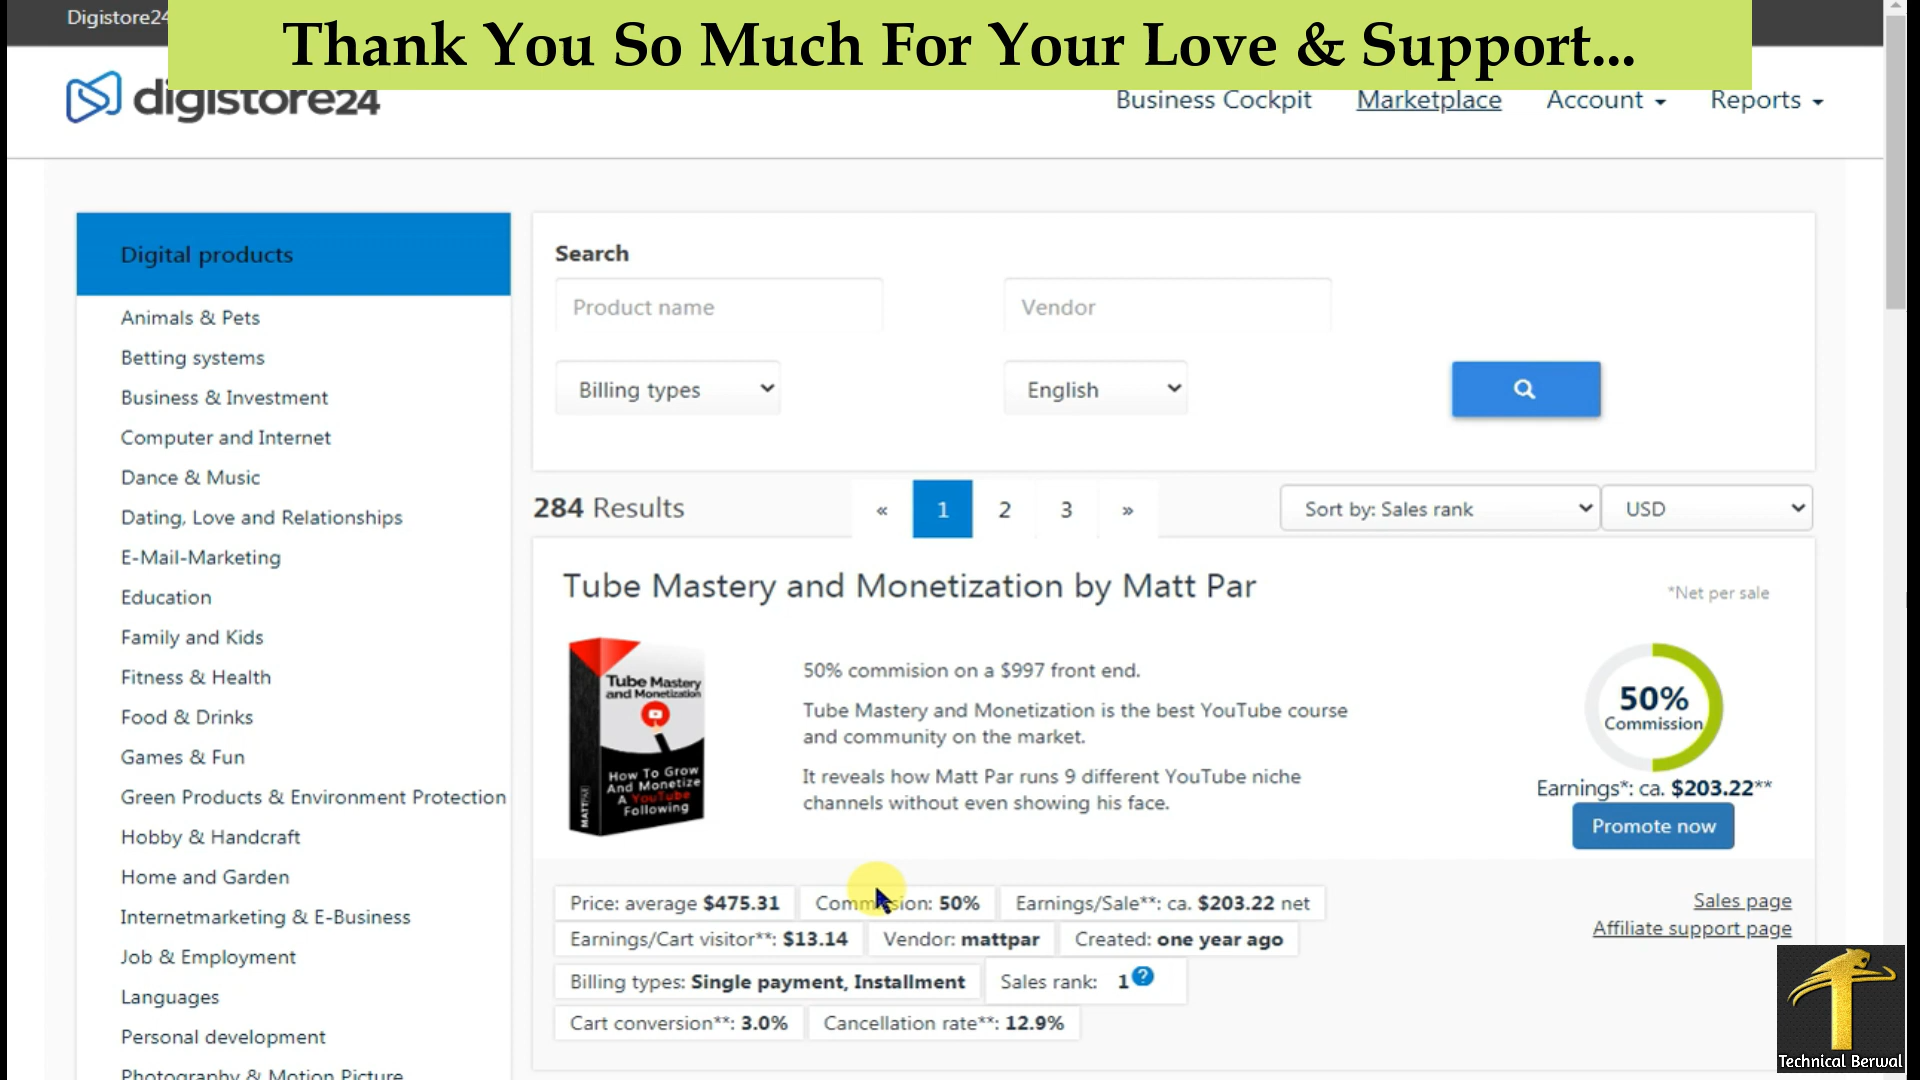 Digistore24
Thank You So Much For Your Love & Support...
digistore24
Business Cockpit
Marketplace
Account
Reports
Digital products
Animals & Pets
Betting systems
Business & Investment
Computer and Internet
Dance & Music
Dating, Love and Relationships
E-Mail-Marketing
Education
Family and Kids
Fitness & Health
Food & Drinks
Games & Fun
Green Products & Environment Protection
Hobby & Handcraft
Home and Garden
Internetmarketing & E-Business
Job & Employment
Languages
Personal development
Photography & Motion Picture
Search
Product name
Vendor
Billing types
English
284 Results
« 1 2 3 »
Sort by: Sales rank
USD
Tube Mastery and Monetization by Matt Par
*Net per sale
Tube Mastery
and Monetization
How To Grow
And Monetize
A YouTube
Following
MATT PAR
50% commision on a $997 front end.
Tube Mastery and Monetization is the best YouTube course
and community on the market.
It reveals how Matt Par runs 9 different YouTube niche
channels without even showing his face.
50%
Commission
Earnings*: ca. $203.22**
Promote now
Price: average $475.31
Commission: 50%
Earnings/Sale**: ca. $203.22 net
Earnings/Cart visitor**: $13.14
Vendor: mattpar
Created: one year ago
Billing types: Single payment, Installment
Sales rank: 1 ?
Cart conversion**: 3.0%
Cancellation rate**: 12.9%
Sales page
Affiliate support page
Technical Berwal